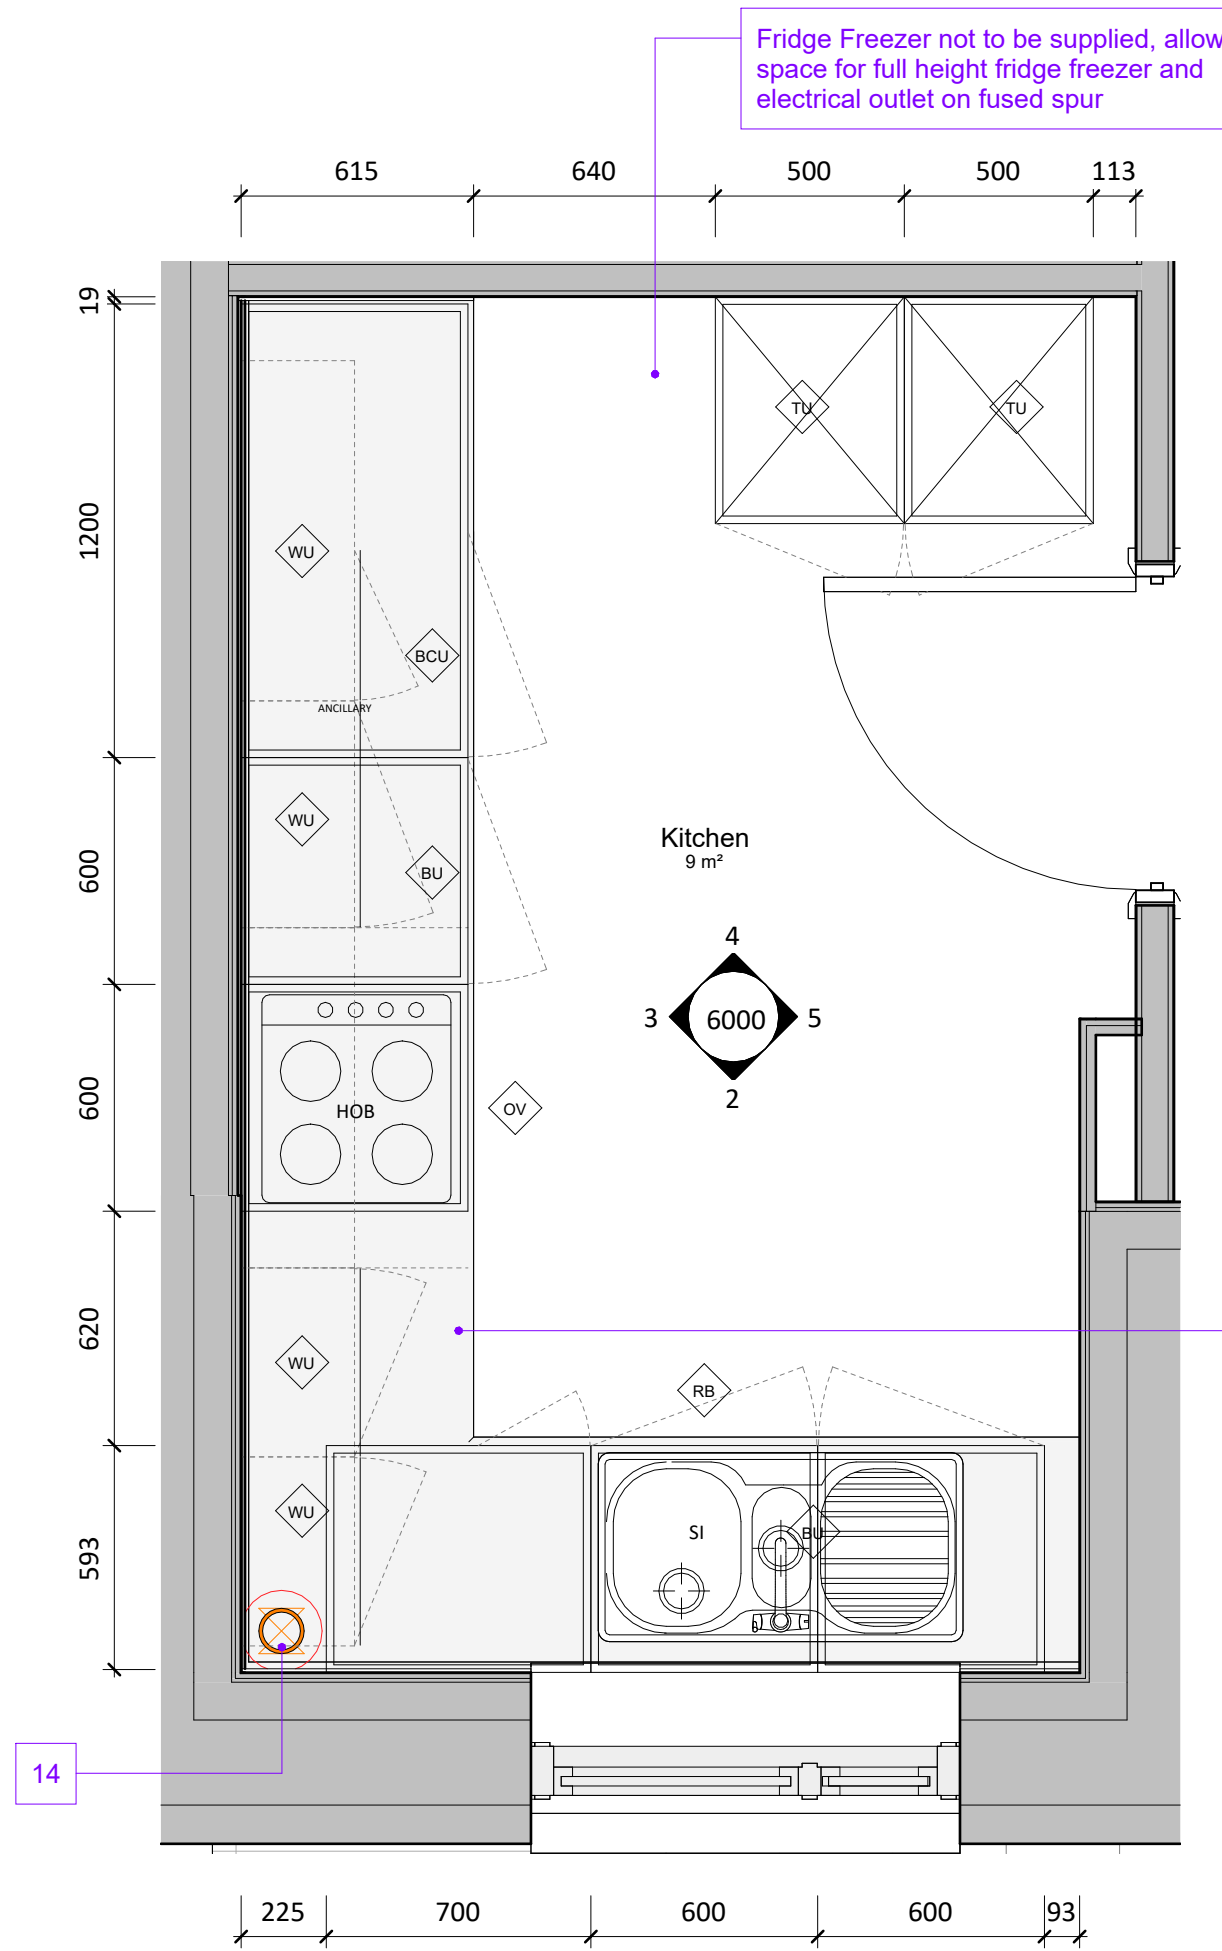 Fridge Freezer not to be supplied, allow
space for full height fridge freezer and
electrical outlet on fused spur
615
640
500
500
113
19
TU
TU
1200
WU
BCU
ANCILLARY
WU
BU
600
Kitchen
9 m²
4
3
6000
5
2
600
HOB
OV
620
WU
RB
WU
SI
BU
593
14
225
700
600
600
93